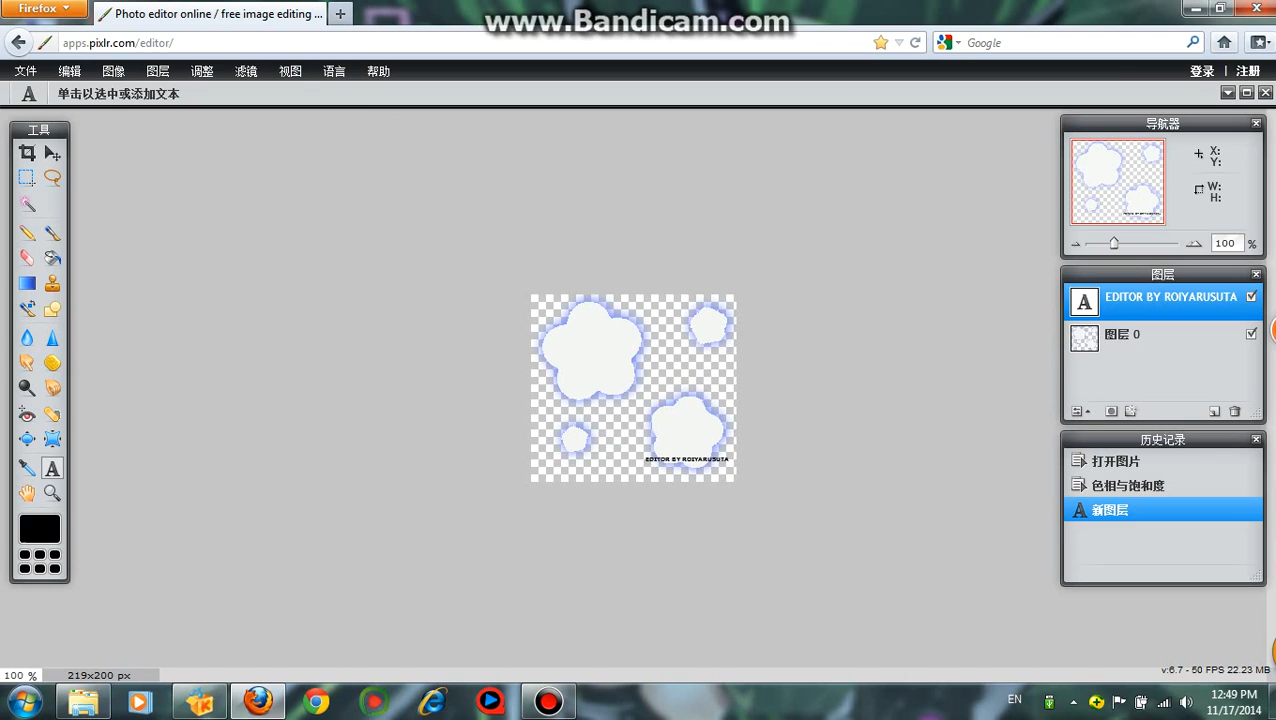 Firefox
Photo editor online / free image editing ...
www.Bandicam.com
apps.pixlr.com/editor/
Google
文件 编辑 图像 图层 调整 滤镜 视图 语言 帮助
登录 | 注册
单击以选中或添加文本
工具
导航器
X:
Y:
W:
H:
100 %
图层
EDITOR BY ROIYARUSUTA
图层 0
EDITOR BY ROIYARUSUTA
历史记录
打开图片
色相与饱和度
新图层
100 %
219x200 px
v:6.7 - 50 FPS 22.23 MB
EN
12:49 PM
11/17/2014